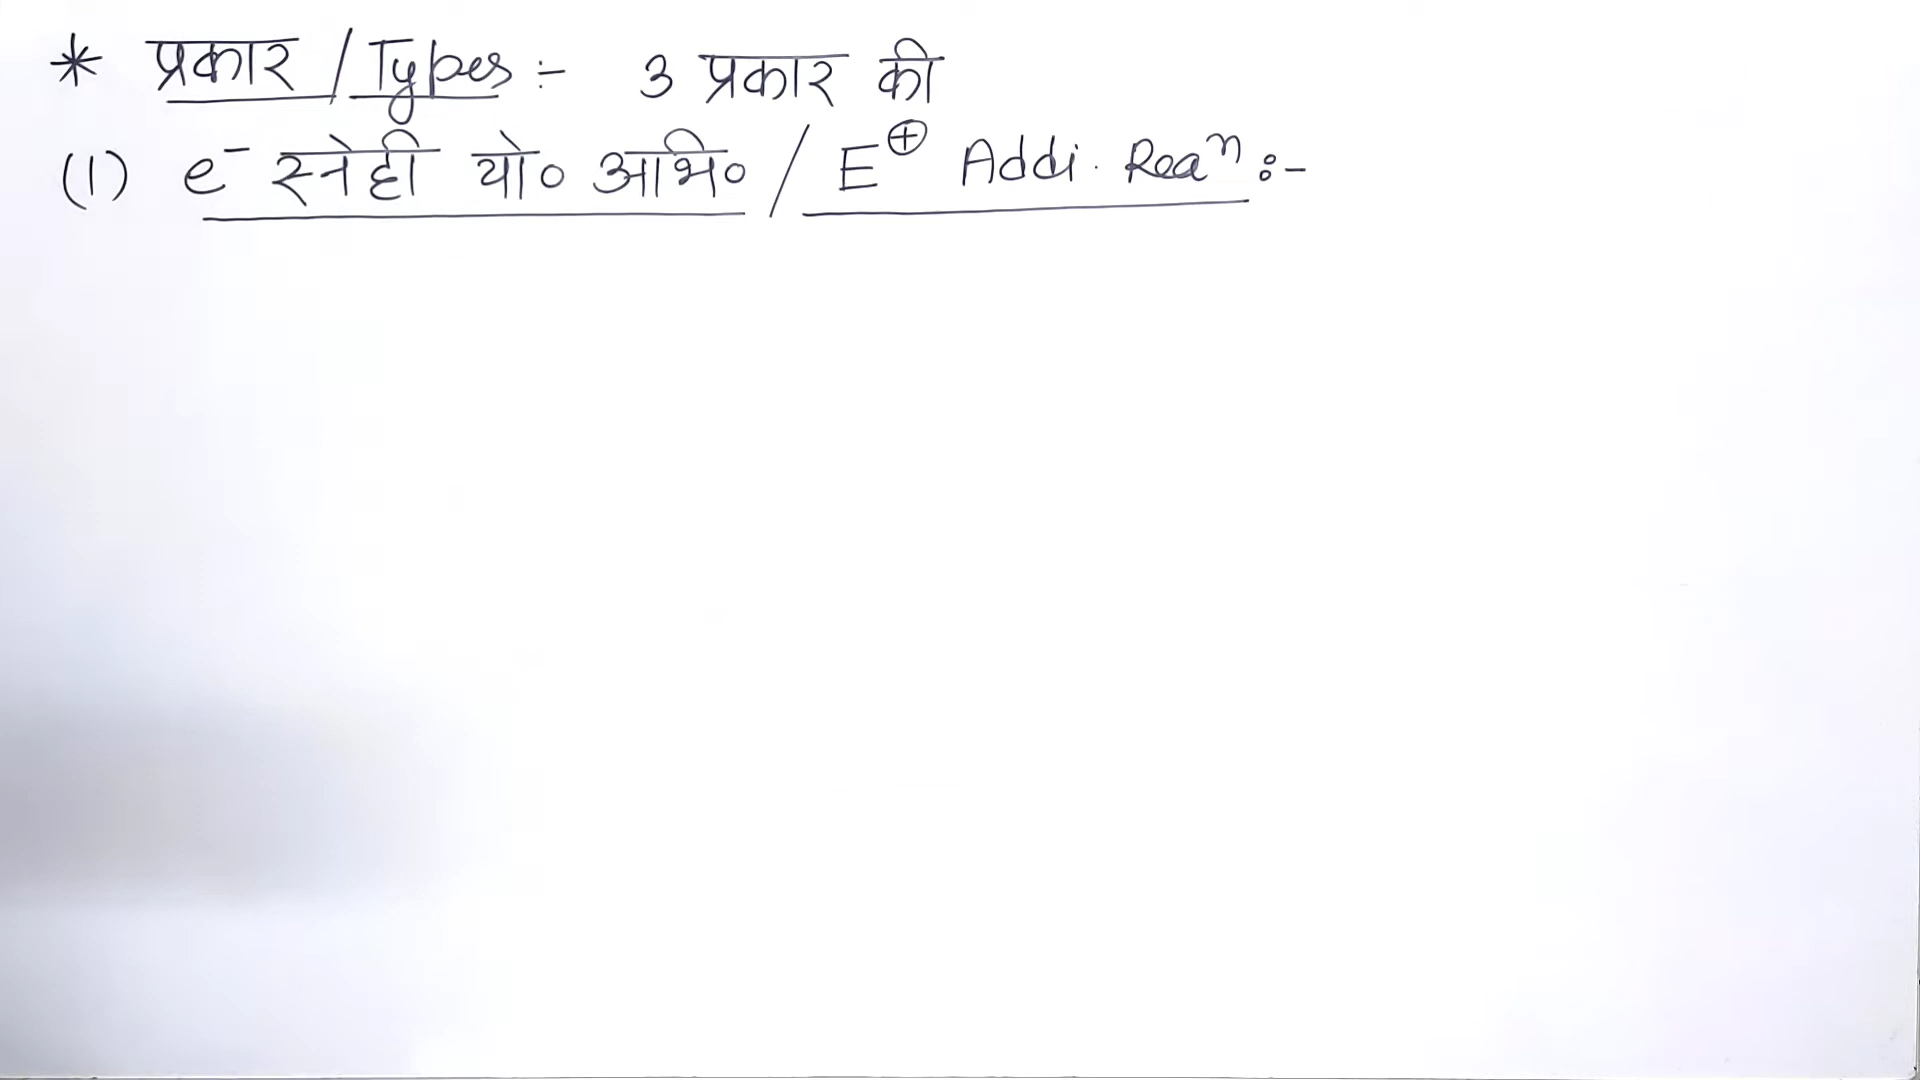 * प्रकार / Types :- 3 प्रकार की
(1) e⁻ स्नेही यो० अभि० / E⊕ Addi. Reaⁿ :-